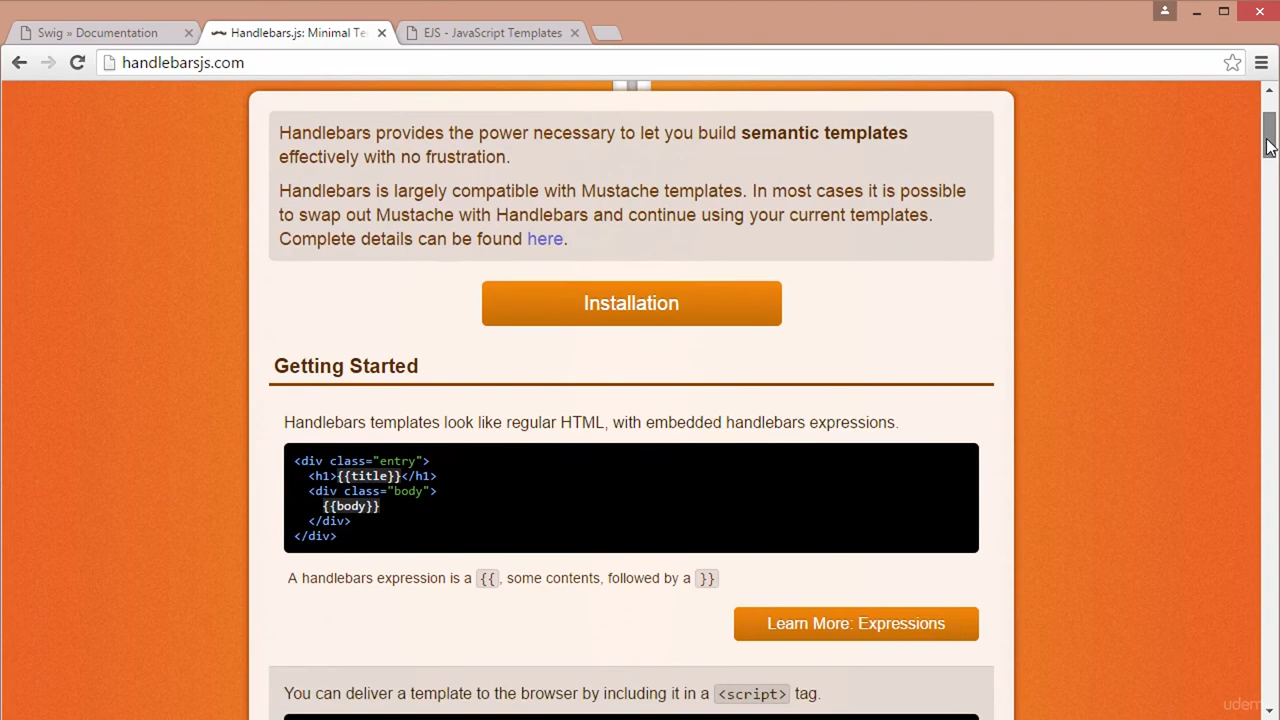 Swig » Documentation
Handlebars.js: Minimal Te
EJS - JavaScript Templates
handlebarsjs.com
Handlebars provides the power necessary to let you build semantic templates
effectively with no frustration.
Handlebars is largely compatible with Mustache templates. In most cases it is possible
to swap out Mustache with Handlebars and continue using your current templates.
Complete details can be found here.
Installation
Getting Started
Handlebars templates look like regular HTML, with embedded handlebars expressions.
<div class="entry">
<h1>{{title}}</h1>
<div class="body">
{{body}}
</div>
</div>
A handlebars expression is a {{, some contents, followed by a }}
Learn More: Expressions
You can deliver a template to the browser by including it in a <script> tag.